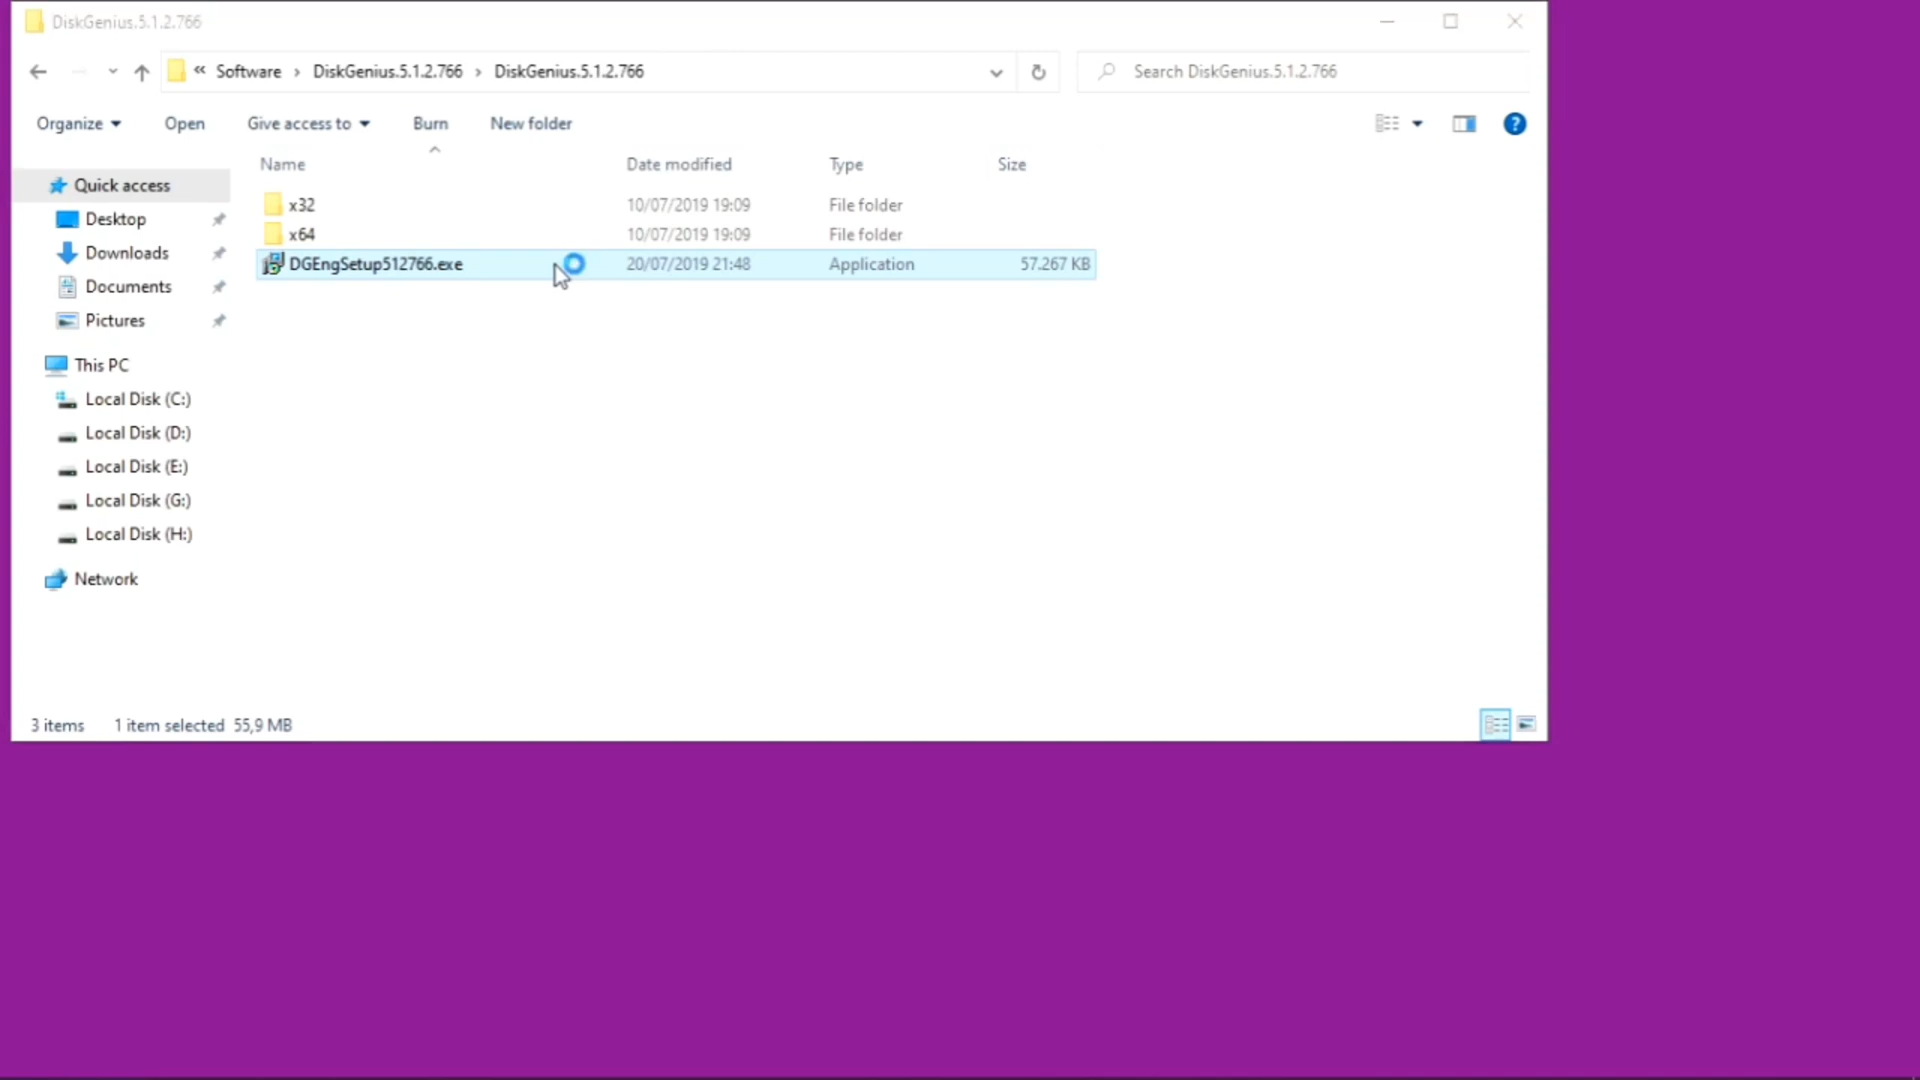 DiskGenius.5.1.2.766
« Software › DiskGenius.5.1.2.766 › DiskGenius.5.1.2.766
Search DiskGenius.5.1.2.766
Organize Open Give access to Burn New folder
Name Date modified Type Size
Quick access
Desktop
Downloads
Documents
Pictures
This PC
Local Disk (C:)
Local Disk (D:)
Local Disk (E:)
Local Disk (G:)
Local Disk (H:)
Network
x32 10/07/2019 19:09 File folder
x64 10/07/2019 19:09 File folder
DGEngSetup512766.exe 20/07/2019 21:48 Application 57.267 KB
3 items 1 item selected 55,9 MB